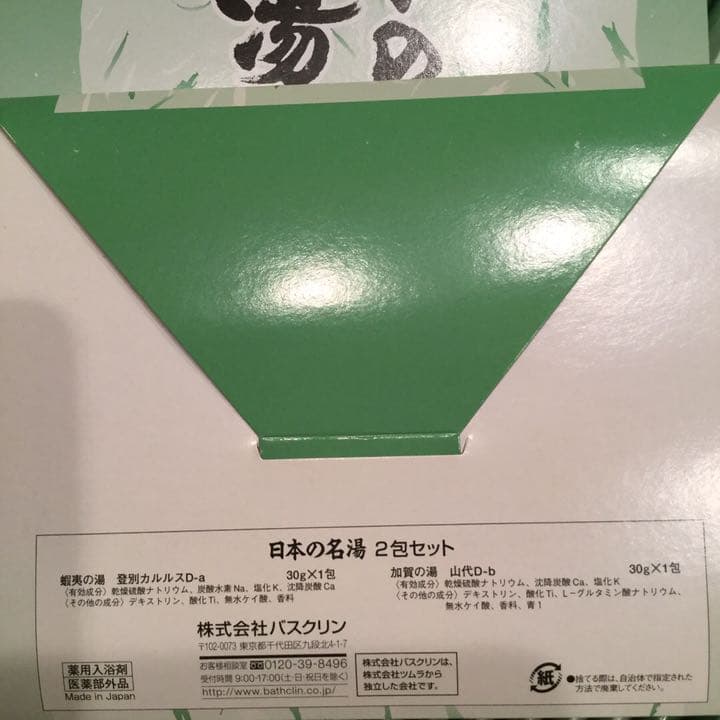 の
湯
日本の名湯 2包セット
蝦夷の湯 登別カルルスD-a 30g×1包
〈有効成分〉乾燥硫酸ナトリウム、炭酸水素Na、塩化K、沈降炭酸Ca
〈その他の成分〉デキストリン、酸化Ti、無水ケイ酸、香料
加賀の湯 山代D-b 30g×1包
〈有効成分〉乾燥硫酸ナトリウム、沈降炭酸Ca、塩化K
〈その他の成分〉デキストリン、酸化Ti、L-グルタミン酸ナトリウム、
無水ケイ酸、香料、青1
株式会社バスクリン
〒102-0073 東京都千代田区九段北4-1-7
お客様相談室 0120-39-8496
受付時間 9:00-17:00(土・日・祝日を除く)
http://www.bathclin.co.jp/
薬用入浴剤
医薬部外品
Made in Japan
株式会社バスクリンは、
株式会社ツムラから
独立した会社です。
紙
●捨てる際は、自治体で指定された
方法で廃棄してください。